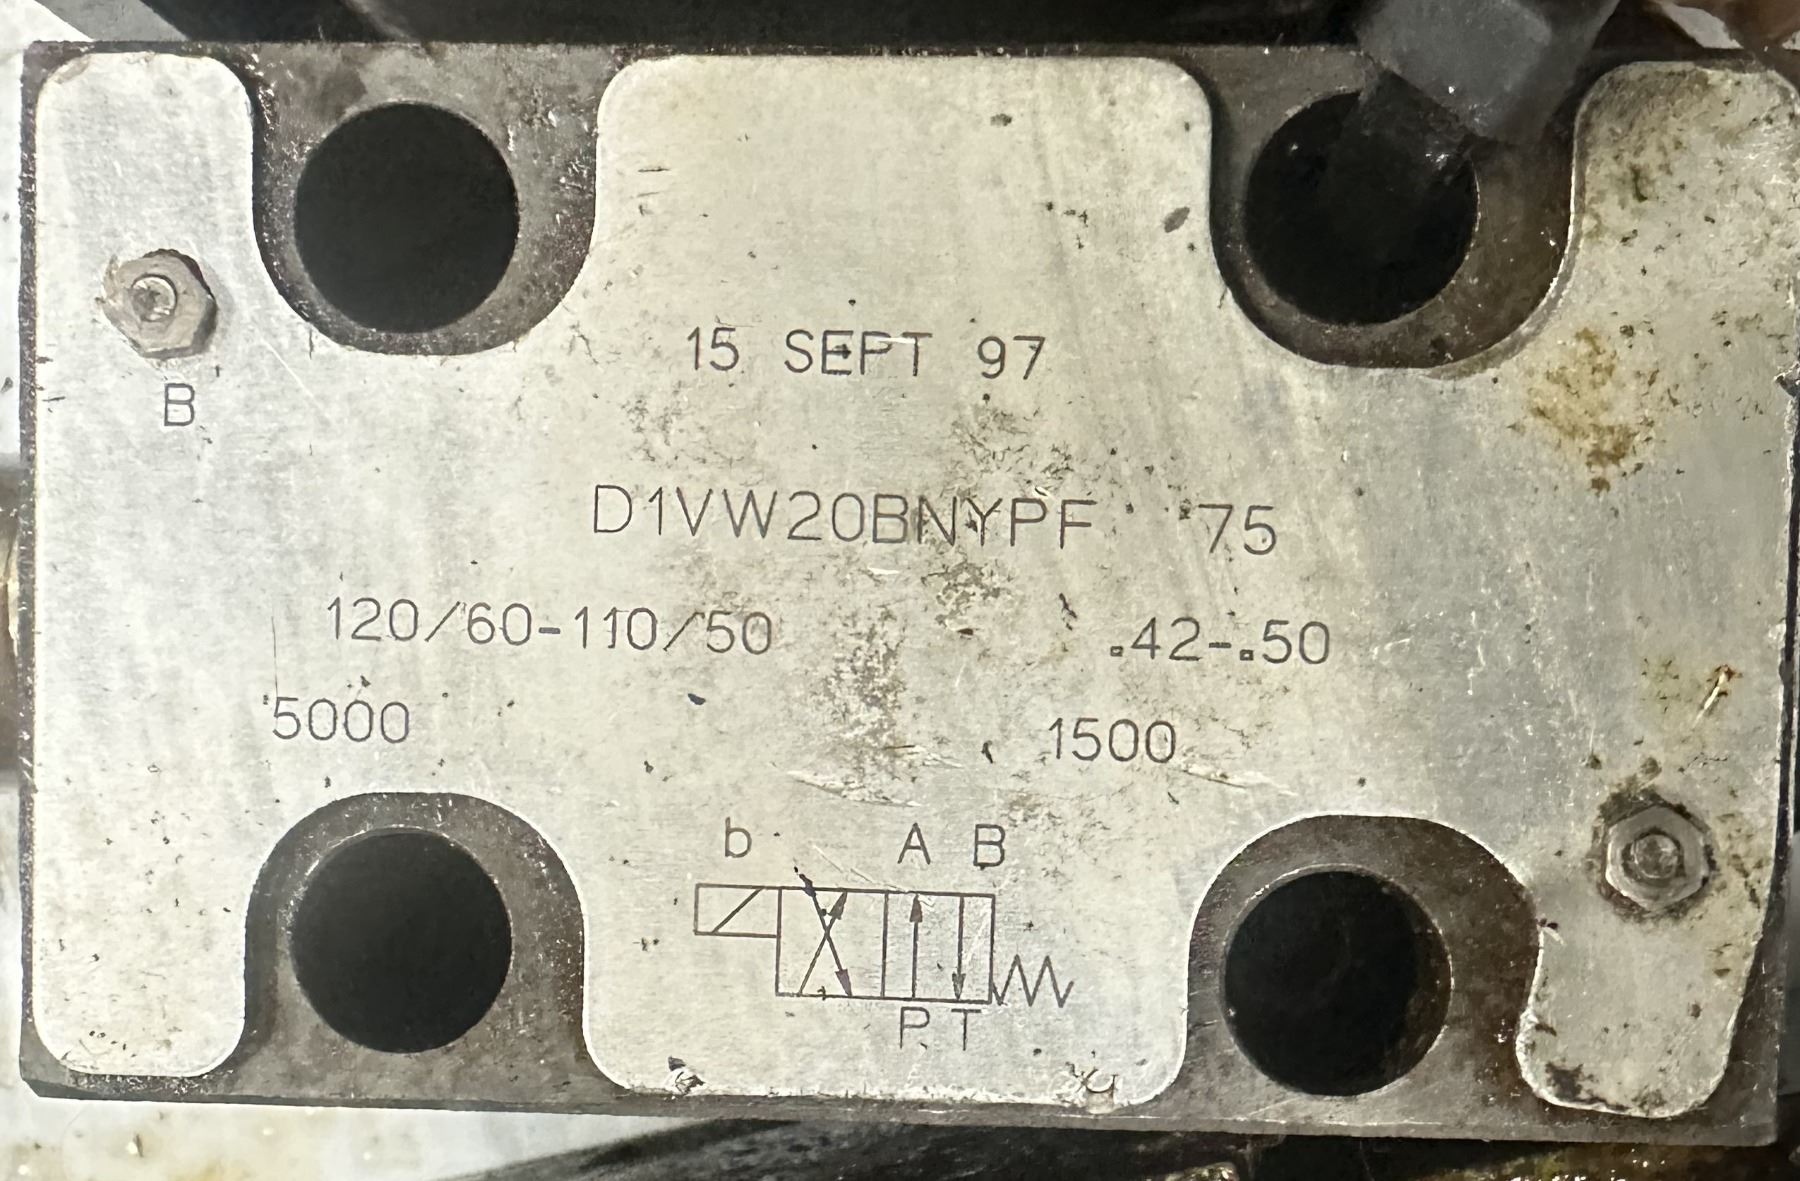 B
15 SEPT 97
D1VW20BNYPF 75
120/60-110/50 .42-.50
5000 1500
b A B
P T